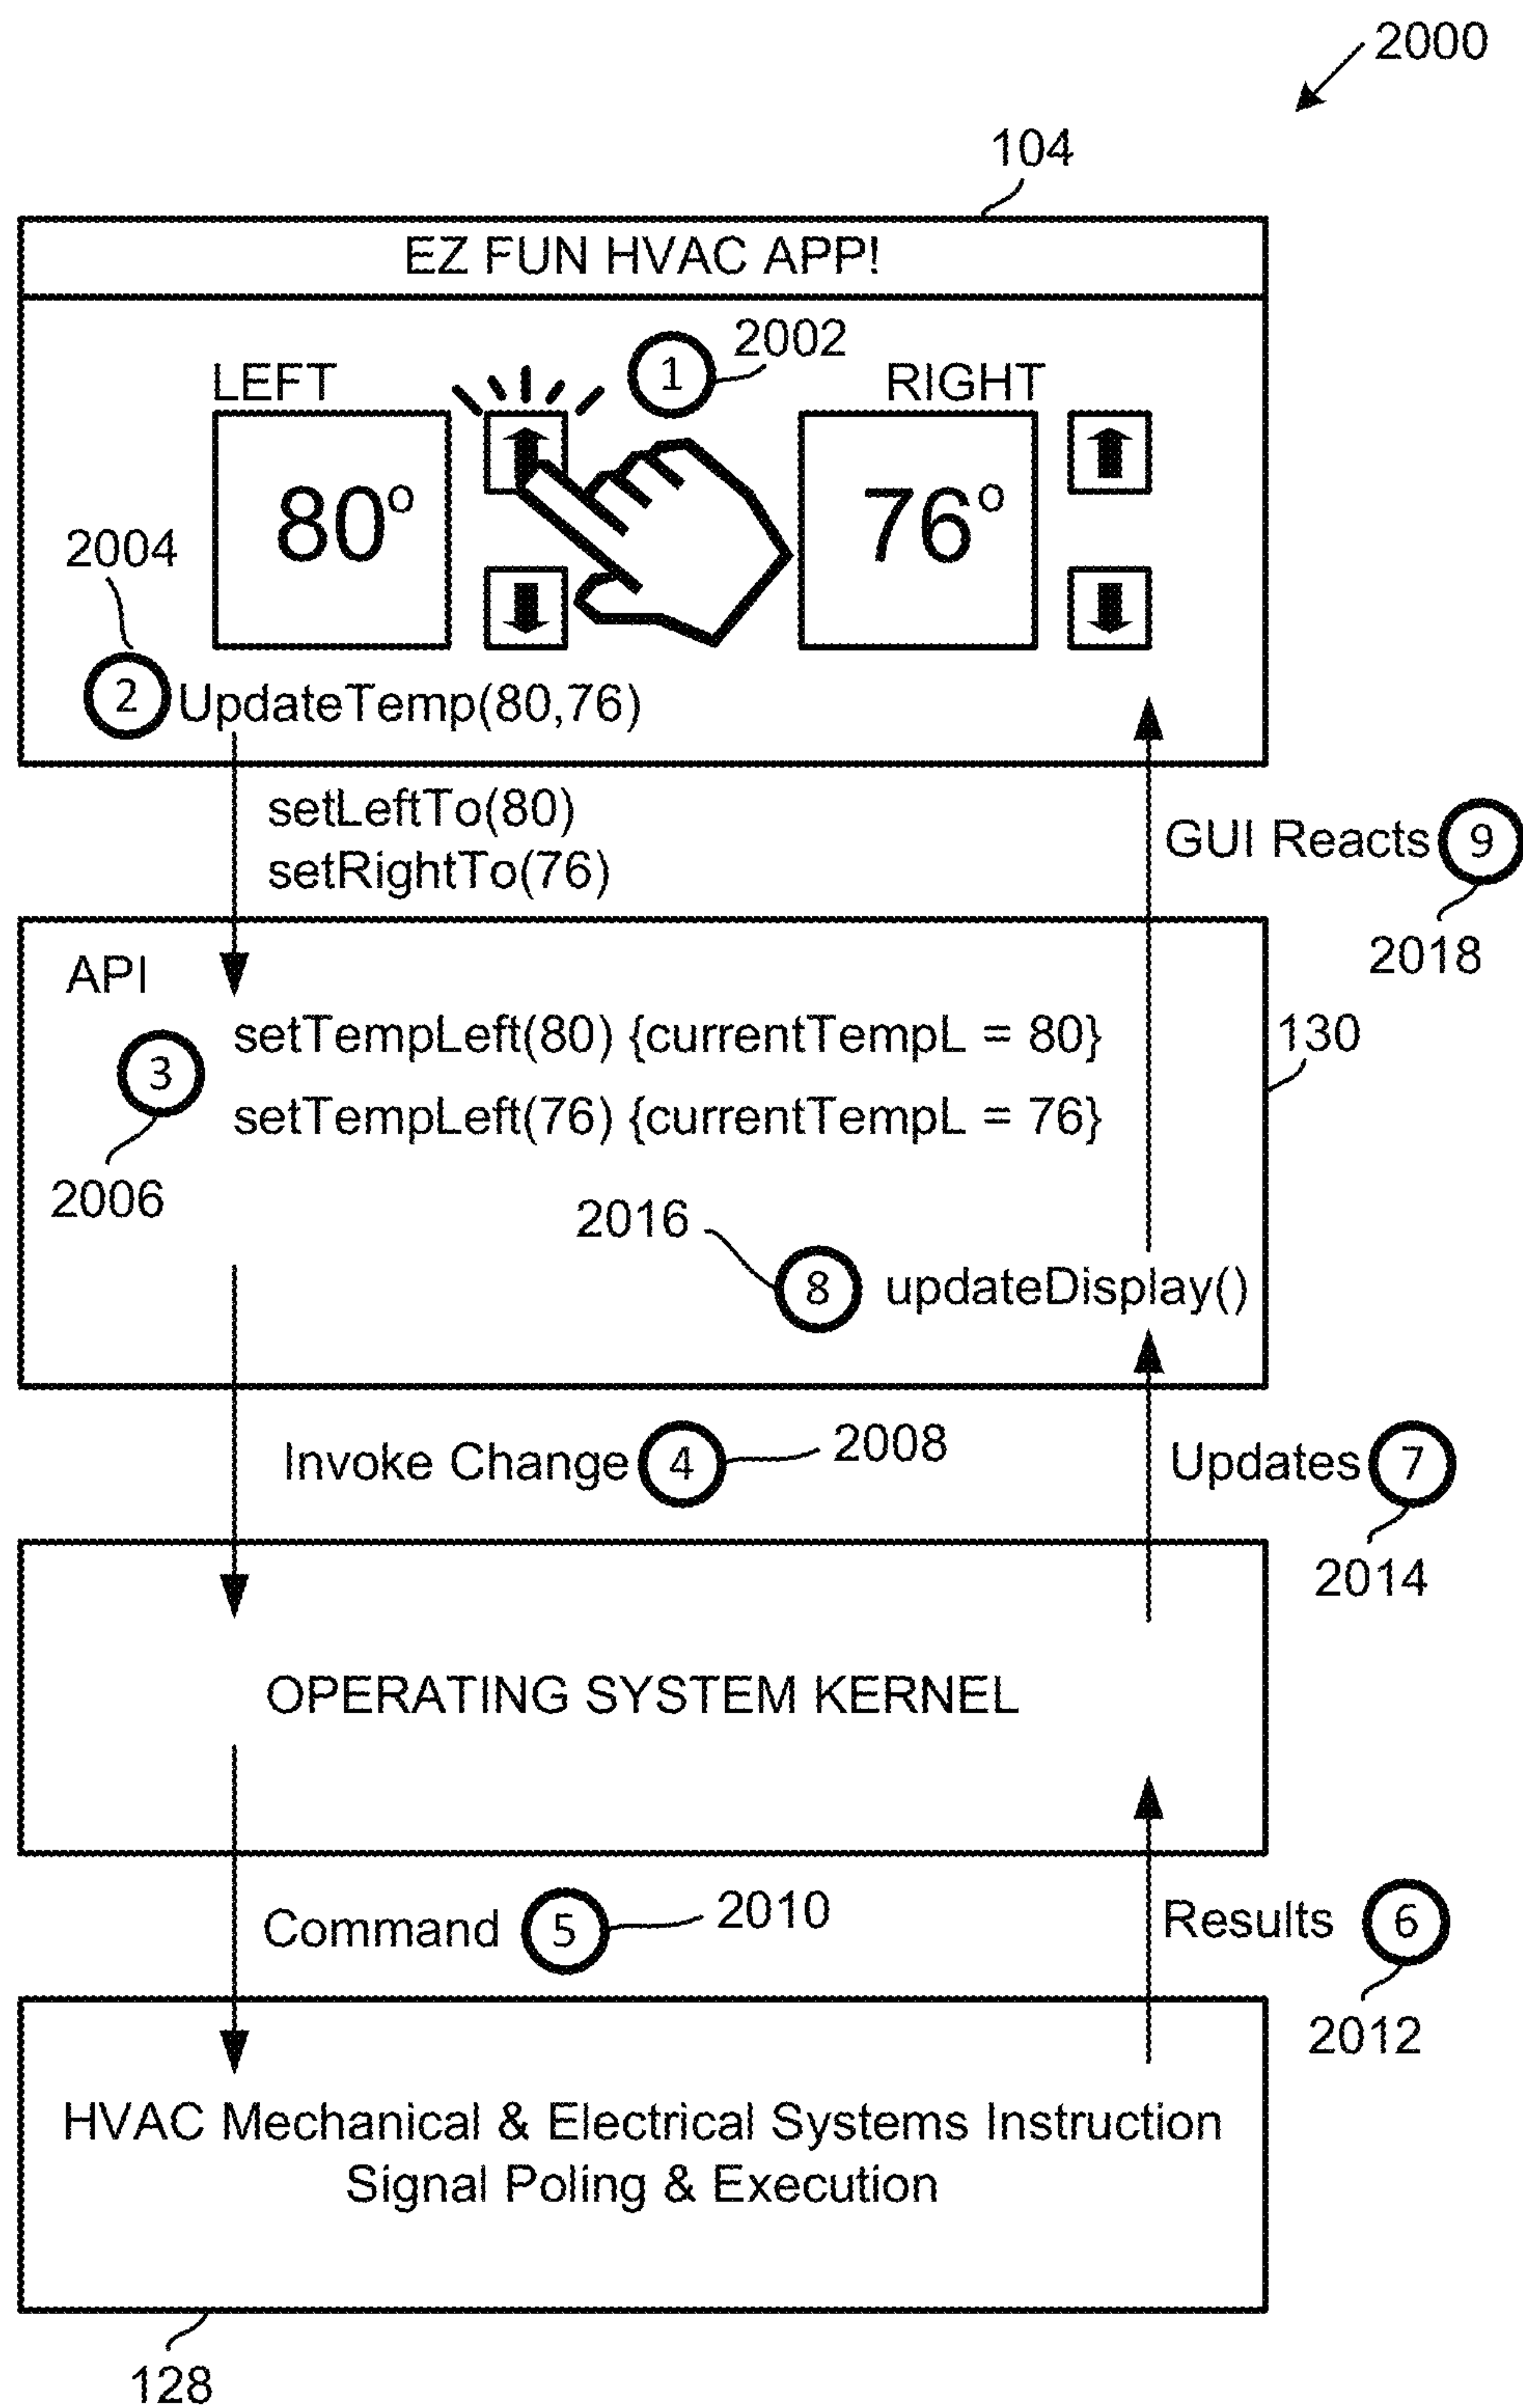 2000
104
EZ FUN HVAC APP!
1 2002
LEFT
RIGHT
80°
76°
2004
2 UpdateTemp(80,76)
setLeftTo(80)
setRightTo(76)
GUI Reacts 9
2018
API
130
3
setTempLeft(80) {currentTempL = 80}
setTempLeft(76) {currentTempL = 76}
2006
2016
8 updateDisplay()
Invoke Change 4 2008
Updates 7
2014
OPERATING SYSTEM KERNEL
Command 5 2010
Results 6
2012
HVAC Mechanical & Electrical Systems Instruction
Signal Poling & Execution
128